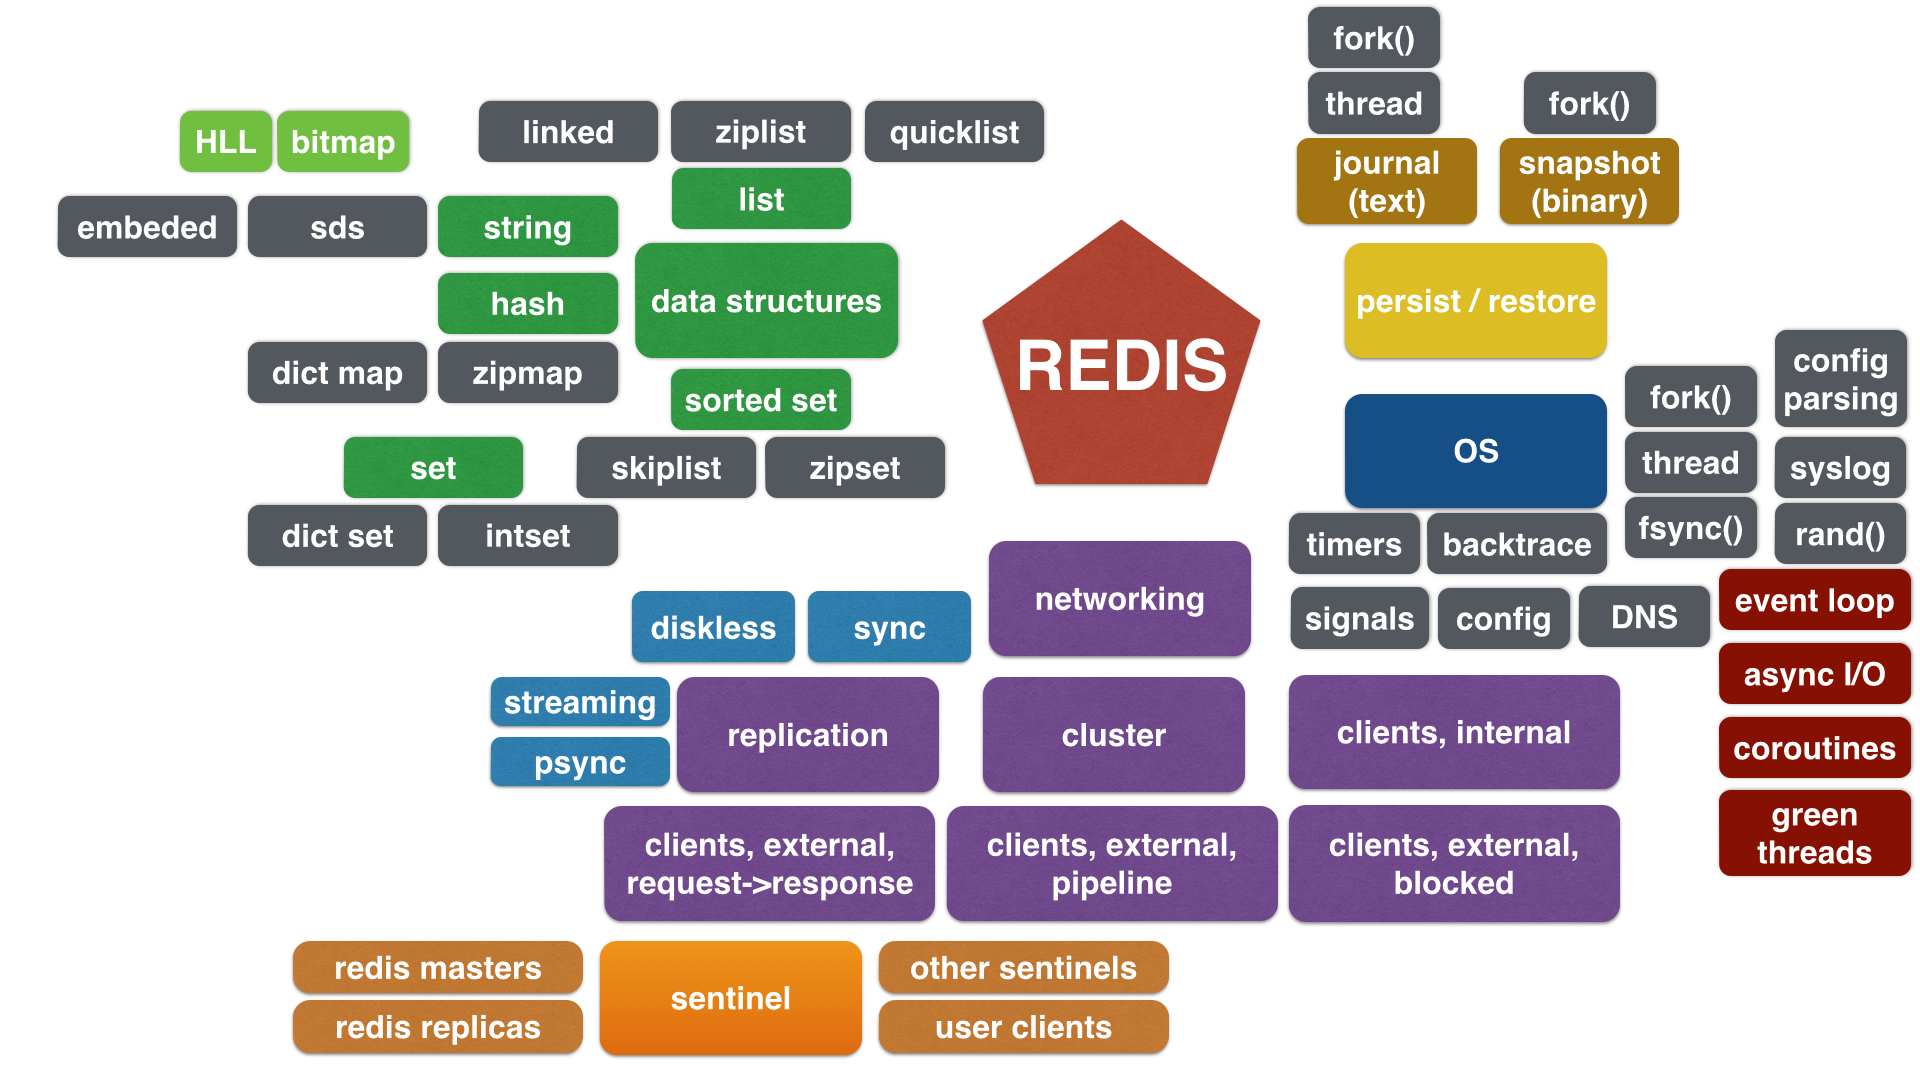 fork()
thread
fork()
journal
(text)
snapshot
(binary)
persist / restore
HLL
bitmap
linked
ziplist
quicklist
list
embeded
sds
string
hash
data structures
dict map
zipmap
sorted set
set
skiplist
zipset
dict set
intset
REDIS
OS
fork()
thread
fsync()
config
parsing
syslog
rand()
timers
backtrace
signals
config
DNS
event loop
async I/O
coroutines
green
threads
networking
diskless
sync
streaming
psync
replication
cluster
clients, internal
clients, external,
request->response
clients, external,
pipeline
clients, external,
blocked
redis masters
redis replicas
sentinel
other sentinels
user clients